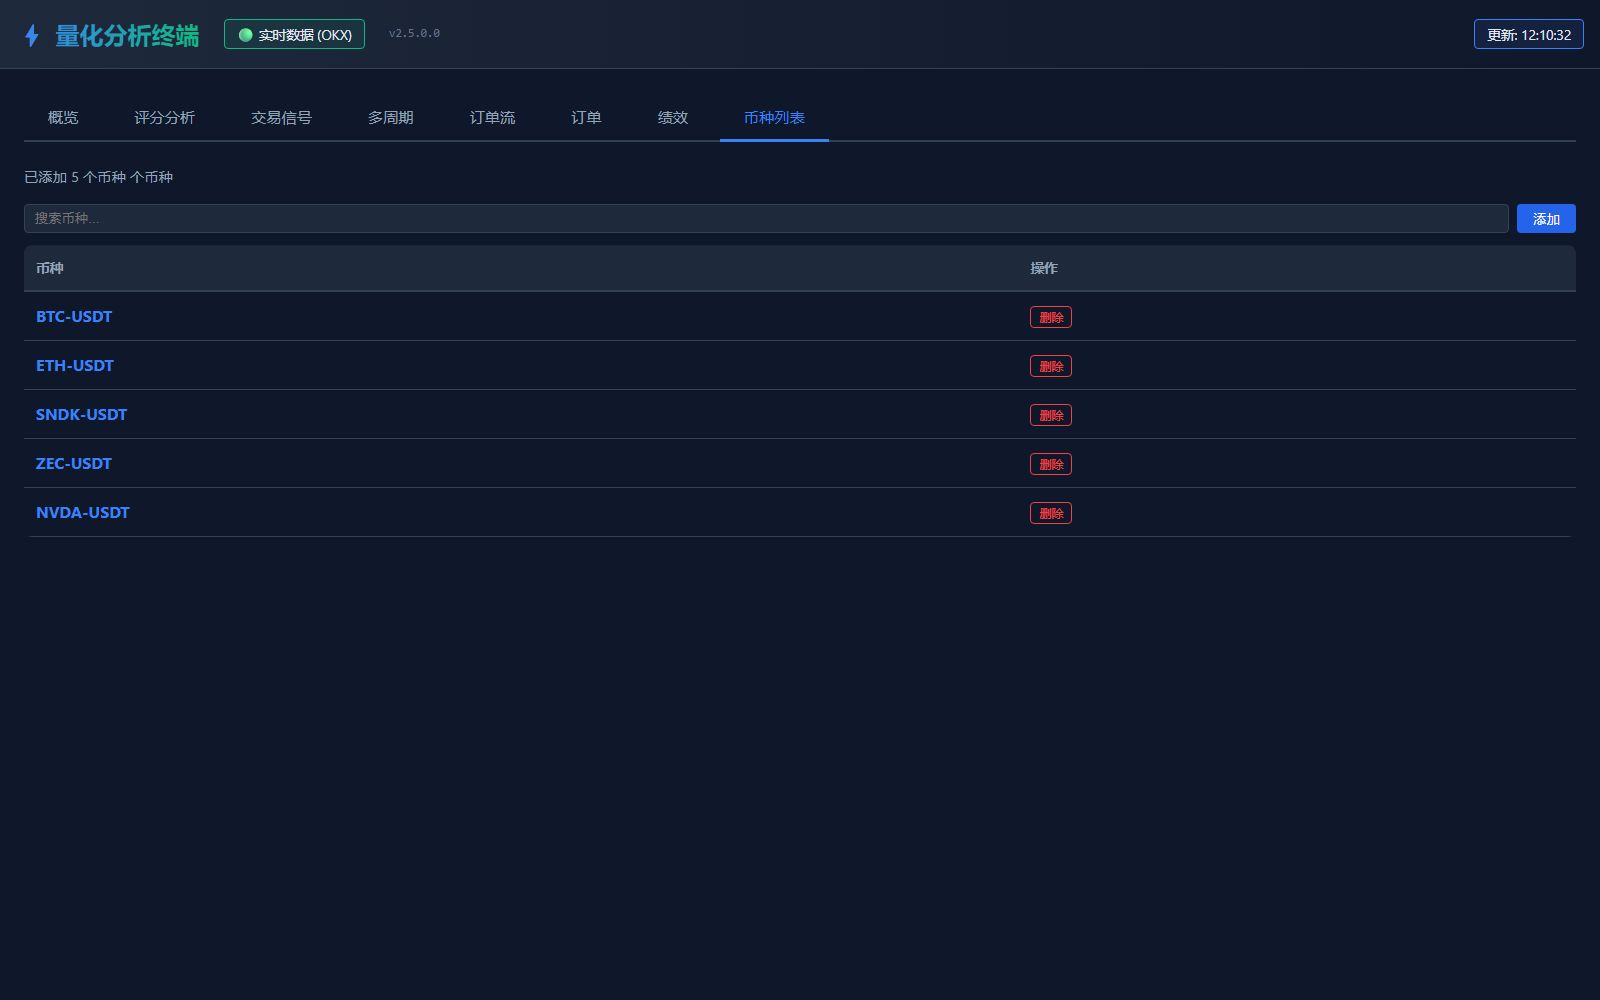 量化分析终端
实时数据 (OKX)
v2.5.0.0
更新: 12:10:32
概览 评分分析 交易信号 多周期 订单流 订单 绩效 币种列表
已添加 5 个币种 个币种
搜索币种...
添加
币种 操作
BTC-USDT 删除
ETH-USDT 删除
SNDK-USDT 删除
ZEC-USDT 删除
NVDA-USDT 删除